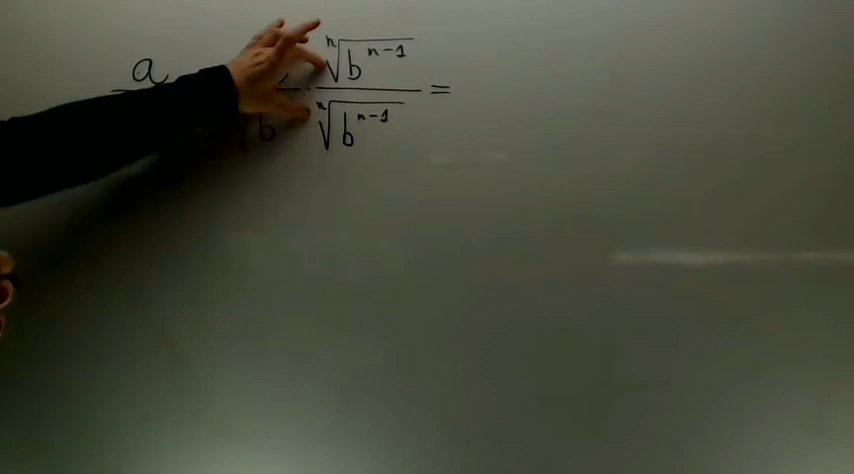 a · ⁿ√bⁿ⁻¹ =
b ⁿ√bⁿ⁻¹